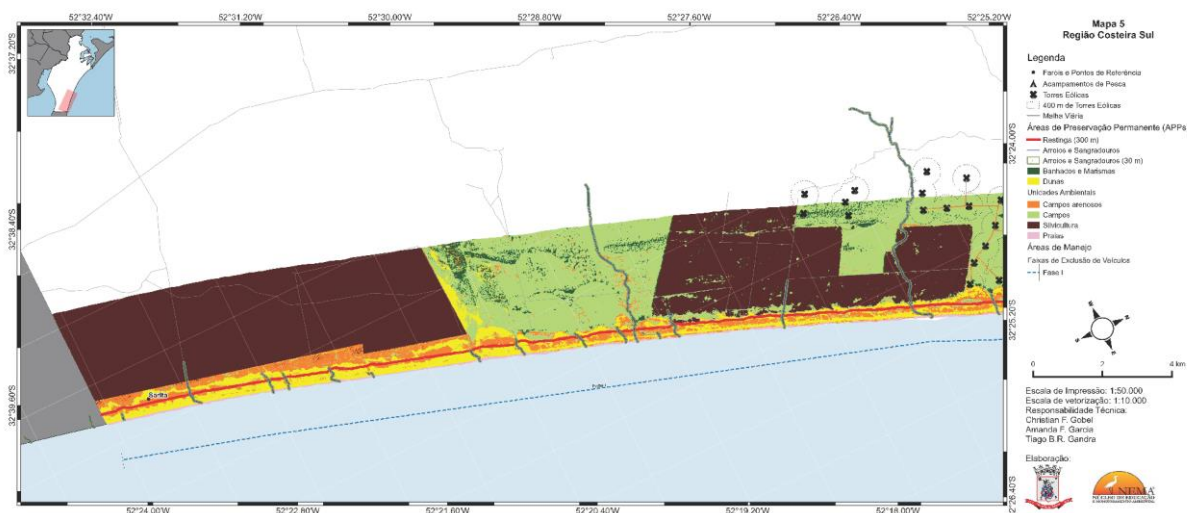 52°32.40'W
52°31.20'W
52°30.00'W
52°28.80'W
52°27.60'W
52°26.40'W
52°25.20'W
32°37.20'S
32°38.40'S
32°39.60'S
32°24.00'S
32°25.20'S
32°26.40'S
52°24.00'W
52°22.80'W
52°21.60'W
52°20.40'W
52°19.20'W
52°18.00'W
Sarita
Mapa 5
Região Costeira Sul
Legenda
Faróis e Pontos de Referência
Acampamentos de Pesca
Torres Eólicas
400 m de Torres Eólicas
Malha Viária
Áreas de Preservação Permanente (APPs
Restinga (300 m)
Arroios e Sangradouros
Arroios e Sangradouros (30 m)
Banhados e Marismas
Dunas
Unidades Ambientais
Campos arenosos
Campos
Silvicultura
Praias
Áreas de Manejo
Faixas de Exclusão de Veículos
Fase I
0 2 4 km
Escala de Impressão: 1:50.000
Escala de vetorização: 1:10.000
Responsabilidade Técnica:
Christian F. Gobel
Amanda F. Garcia
Tiago B.R. Gandra
Elaboração:
NEMA
NÚCLEO DE EDUCAÇÃO
E MONITORAMENTO AMBIENTAL